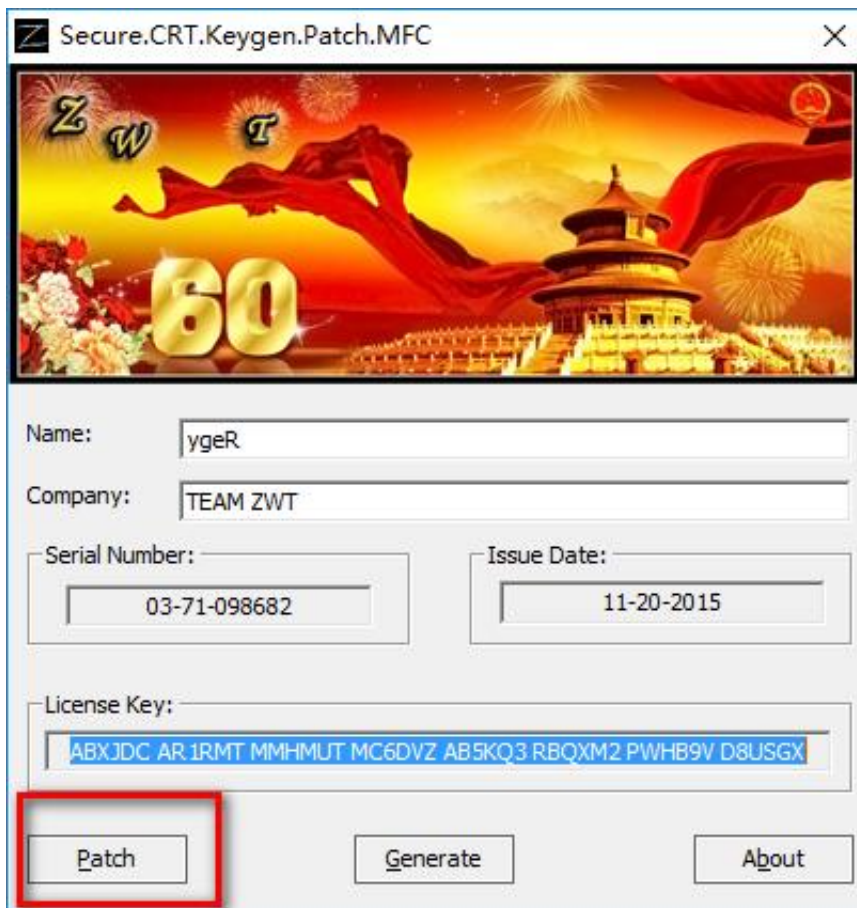 Secure.CRT.Keygen.Patch.MFC
Z W T
60
Name:
ygeR
Company:
TEAM ZWT
Serial Number:
03-71-098682
Issue Date:
11-20-2015
License Key:
ABXJDC AR1RMT MMHMUT MC6DVZ AB5KQ3 RBQXM2 PWHB9V D8USGX
Patch
Generate
About